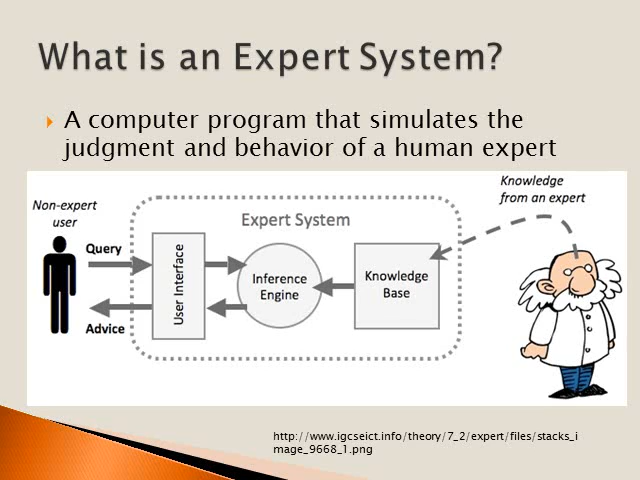 What is an Expert System?
A computer program that simulates the
judgment and behavior of a human expert
Knowledge
from an expert
Non-expert
user
Expert System
Query
User Interface
Inference
Engine
Knowledge
Base
Advice
http://www.igcseict.info/theory/7_2/expert/files/stacks_i
mage_9668_1.png